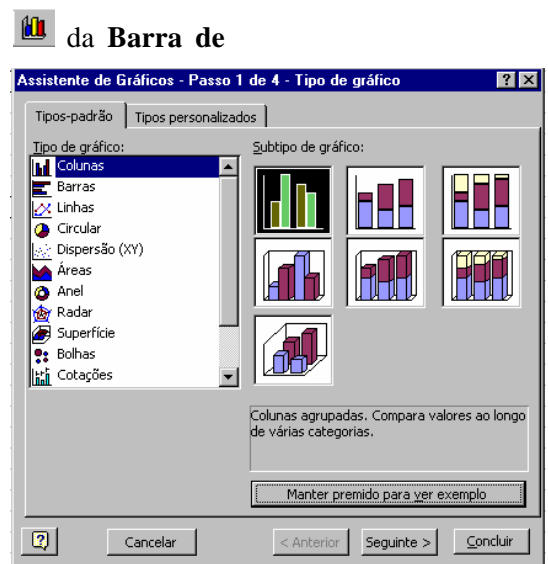 da Barra de
Assistente de Gráficos - Passo 1 de 4 - Tipo de gráfico
Tipos-padrão Tipos personalizados
Tipo de gráfico:
Colunas
Barras
Linhas
Circular
Dispersão (XY)
Áreas
Anel
Radar
Superfície
Bolhas
Cotações
Subtipo de gráfico:
Colunas agrupadas. Compara valores ao longo
de várias categorias.
Manter premido para ver exemplo
Cancelar < Anterior Seguinte > Concluir